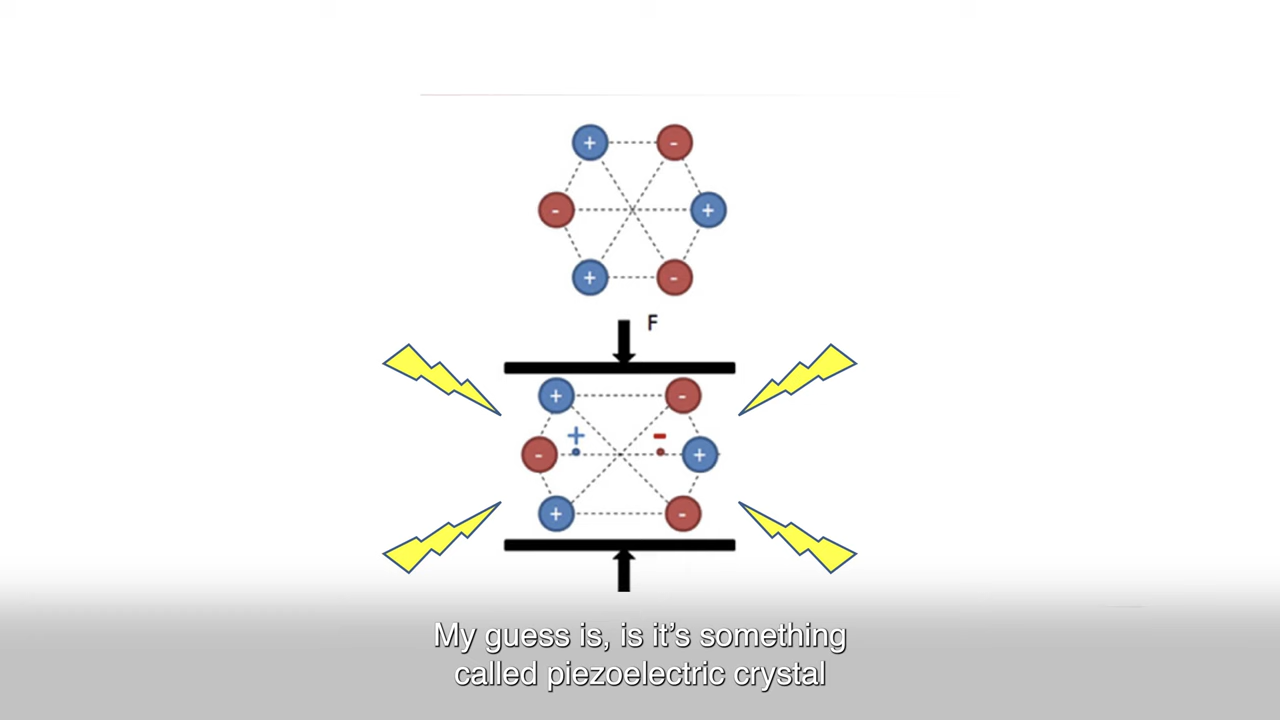 + -
- +
+ -
F
+ -
+ -
- +
+ -
My guess is, is it’s something
called piezoelectric crystal